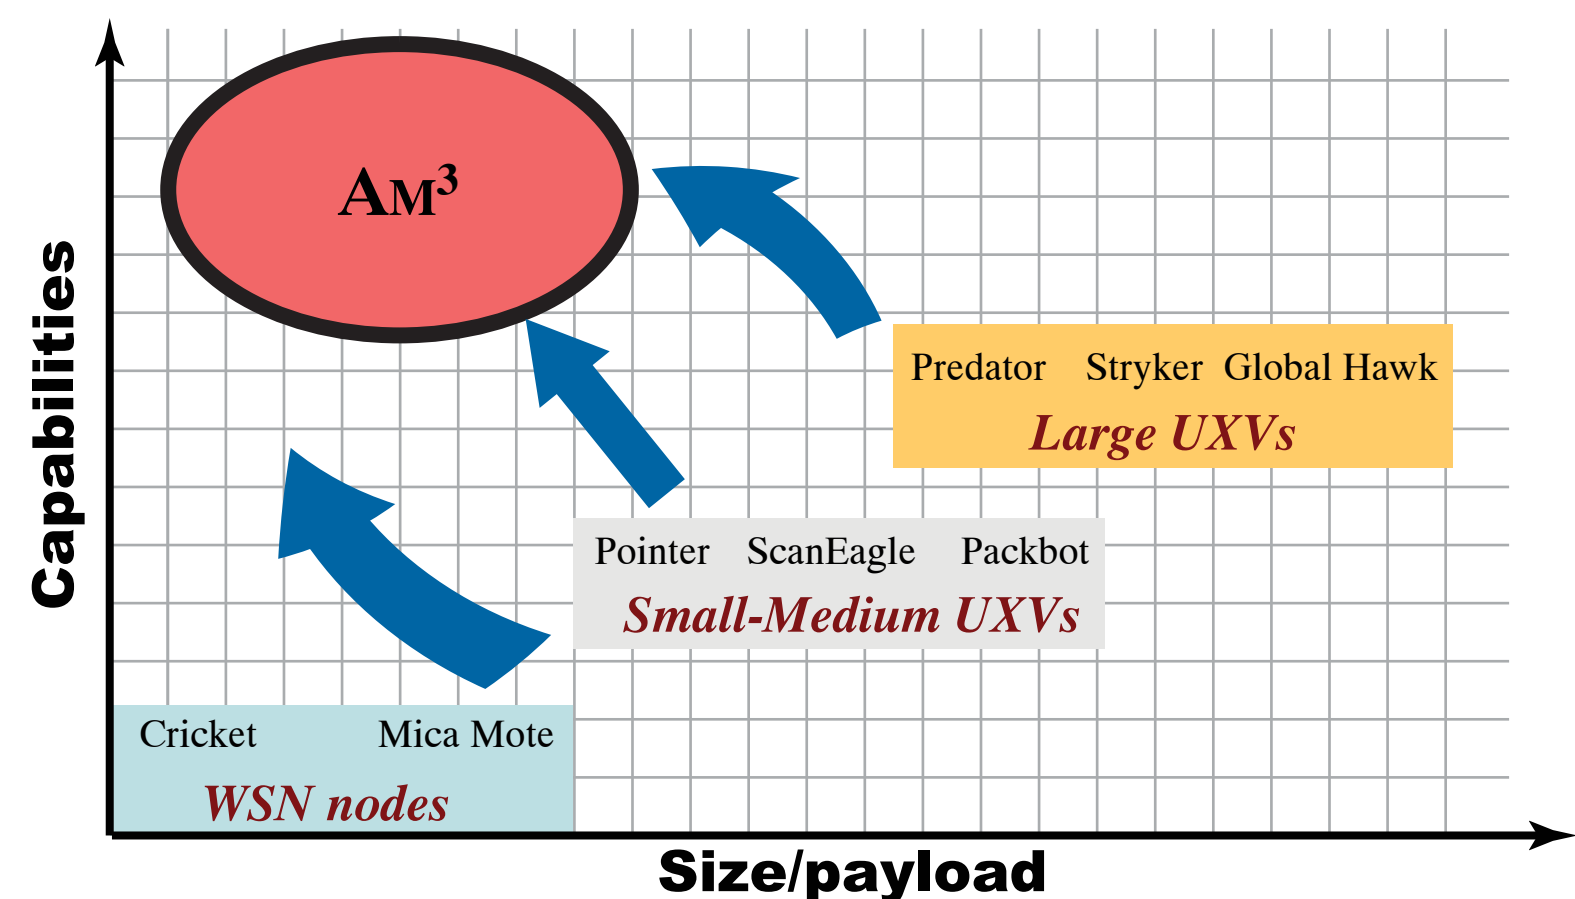 AM³
Capabilities
Predator Stryker Global Hawk
Large UXVs
Pointer ScanEagle Packbot
Small-Medium UXVs
Cricket Mica Mote
WSN nodes
Size/payload